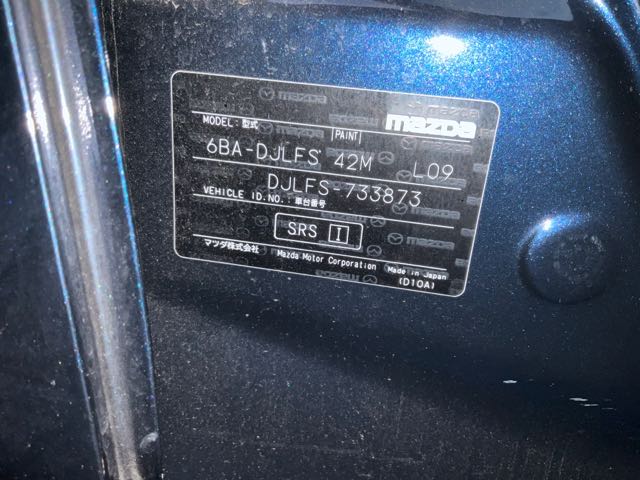 mazda
MODEL: 型式 PAINT
6BA-DJLFS 42M L09
DJLFS-733873
VEHICLE ID.NO.: 車台番号
SRS I
マツダ株式会社 Mazda Motor Corporation Made in Japan
(D10A)